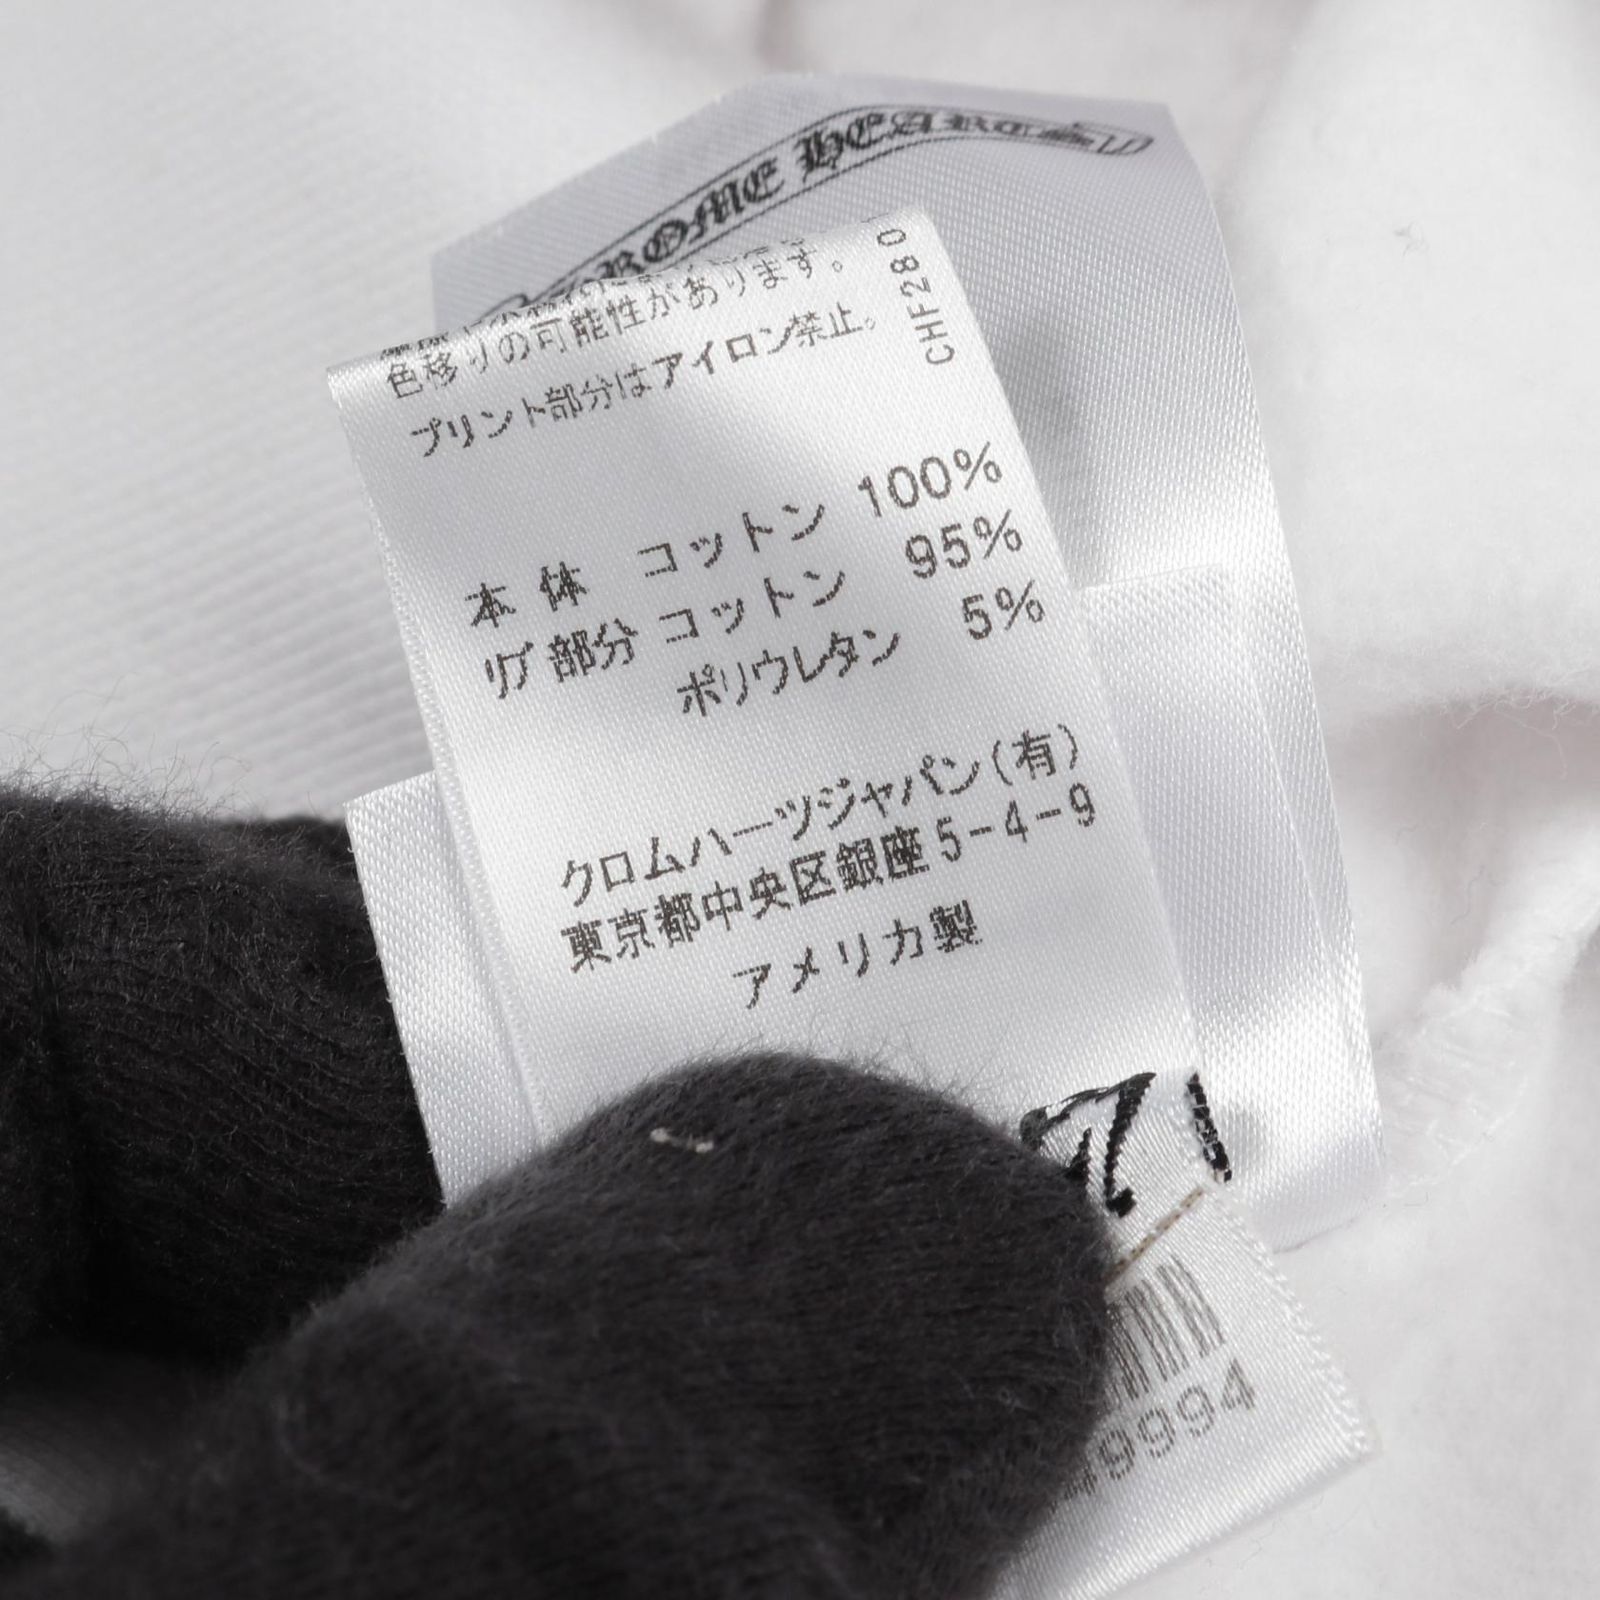 CHROME HEARTS
色移りの可能性があります。
プリント部分はアイロン禁止。
CHF280
本体 コットン 100%
リブ部分 コットン 95%
ポリウレタン 5%
クロムハーツジャパン(有)
東京都中央区銀座5-4-9
アメリカ製
9994